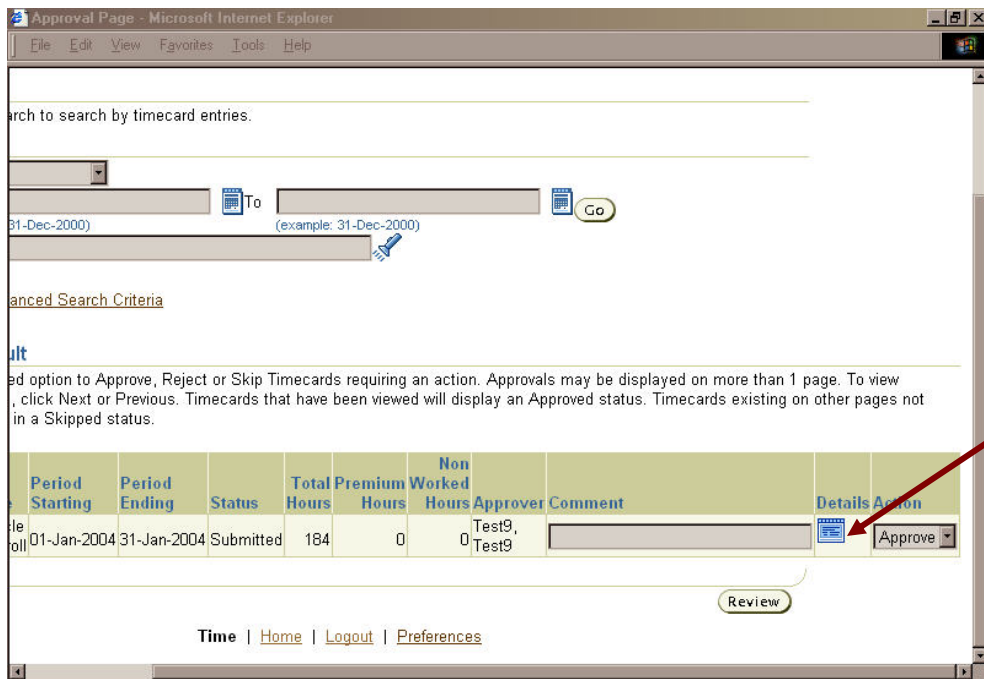 Approval Page - Microsoft Internet Explorer
File Edit View Favorites Tools Help
arch to search by timecard entries.
To
Go
31-Dec-2000) (example: 31-Dec-2000)
anced Search Criteria
ult
ed option to Approve, Reject or Skip Timecards requiring an action. Approvals may be displayed on more than 1 page. To view
, click Next or Previous. Timecards that have been viewed will display an Approved status. Timecards existing on other pages not
in a Skipped status.
Non
Period Period Total Premium Worked
Starting Ending Status Hours Hours Hours Approver Comment Details Action
cle Test9,
roll 01-Jan-2004 31-Jan-2004 Submitted 184 0 0 Test9 Approve
Review
Time | Home | Logout | Preferences